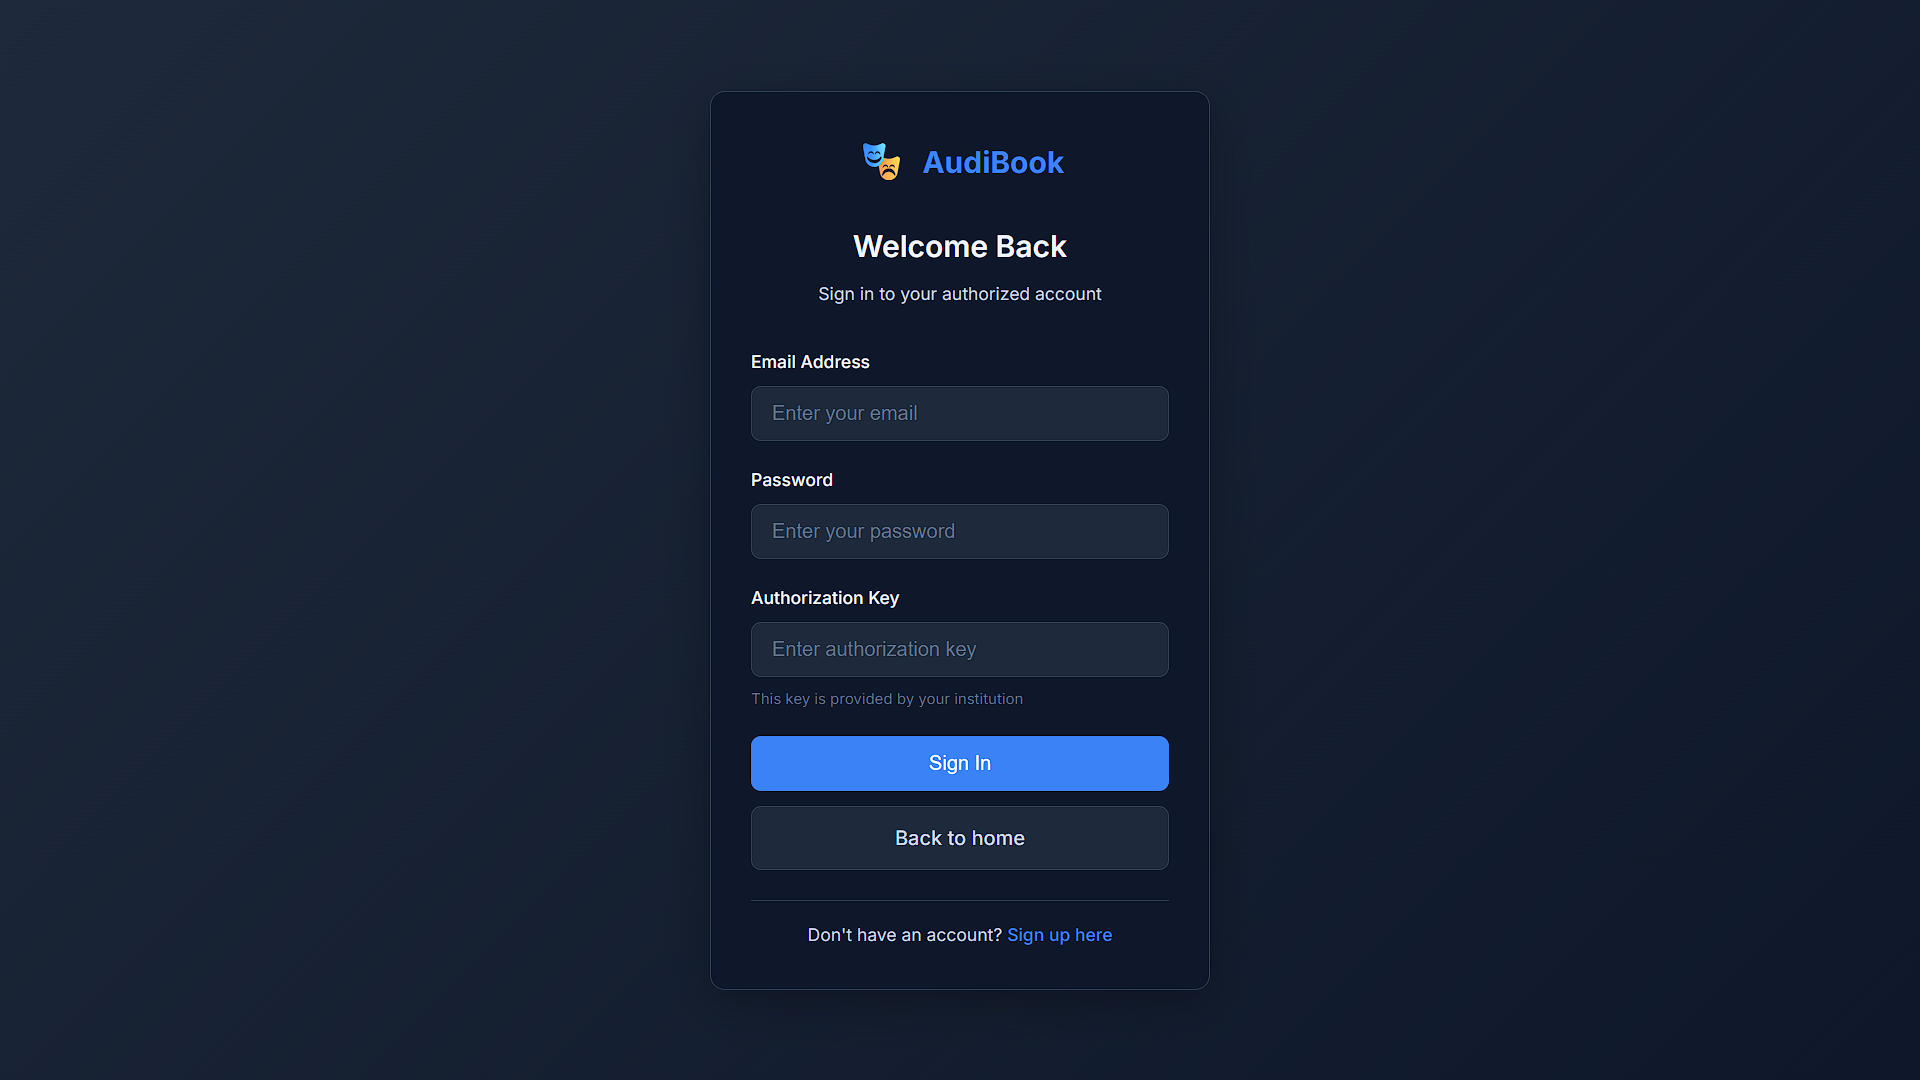 AudiBook
Welcome Back
Sign in to your authorized account
Email Address
Enter your email
Password
Enter your password
Authorization Key
Enter authorization key
This key is provided by your institution
Sign In
Back to home
Don't have an account? Sign up here